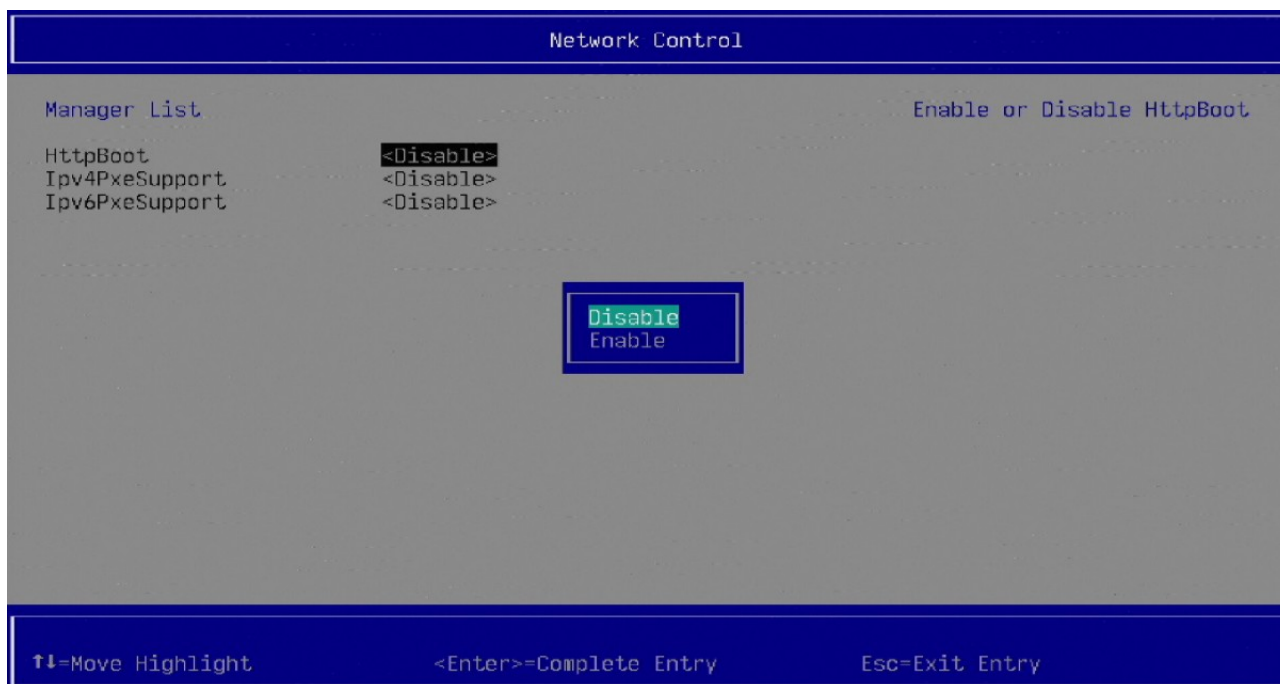 Network Control
Manager List
Enable or Disable HttpBoot
HttpBoot <Disable>
Ipv4PxeSupport <Disable>
Ipv6PxeSupport <Disable>
Disable
Enable
↑↓=Move Highlight <Enter>=Complete Entry Esc=Exit Entry